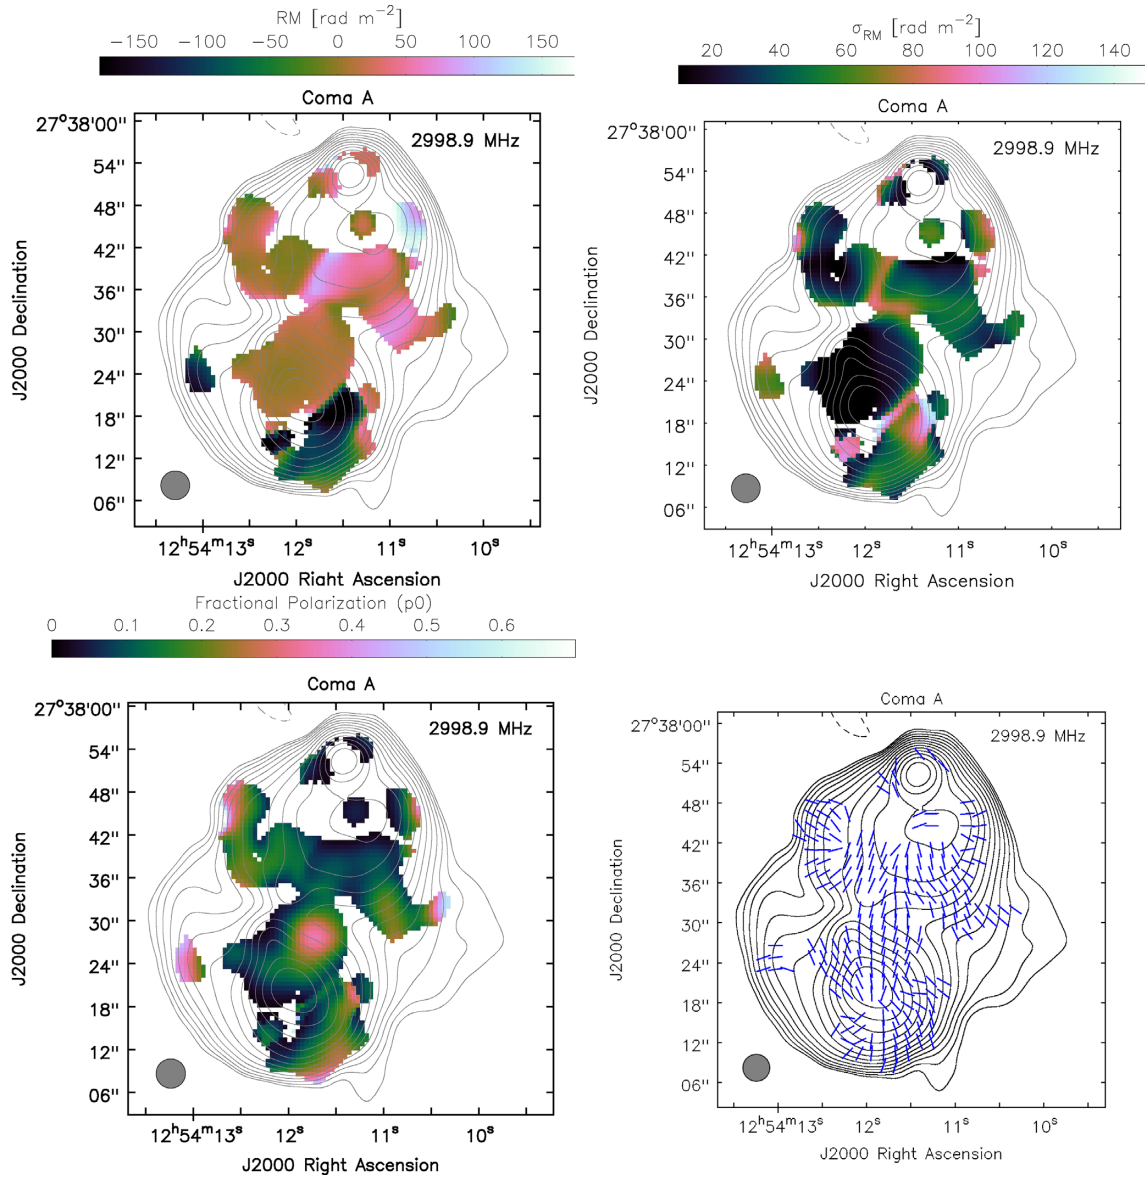 RM [rad m⁻²]
−150 −100 −50 0 50 100 150
Coma A
2998.9 MHz
27°38'00"
54"
48"
42"
36"
30"
24"
18"
12"
06"
J2000 Declination
12ʰ54ᵐ13ˢ 12ˢ 11ˢ 10ˢ
J2000 Right Ascension
σRM [rad m⁻²]
20 40 60 80 100 120 140
Coma A
2998.9 MHz
27°38'00"
54"
48"
42"
36"
30"
24"
18"
12"
06"
J2000 Declination
12ʰ54ᵐ13ˢ 12ˢ 11ˢ 10ˢ
J2000 Right Ascension
Fractional Polarization (p0)
0 0.1 0.2 0.3 0.4 0.5 0.6
Coma A
2998.9 MHz
27°38'00"
54"
48"
42"
36"
30"
24"
18"
12"
06"
J2000 Declination
12ʰ54ᵐ13ˢ 12ˢ 11ˢ 10ˢ
J2000 Right Ascension
Coma A
2998.9 MHz
27°38'00"
54"
48"
42"
36"
30"
24"
18"
12"
06"
J2000 Declination
12ʰ54ᵐ13ˢ 12ˢ 11ˢ 10ˢ
J2000 Right Ascension